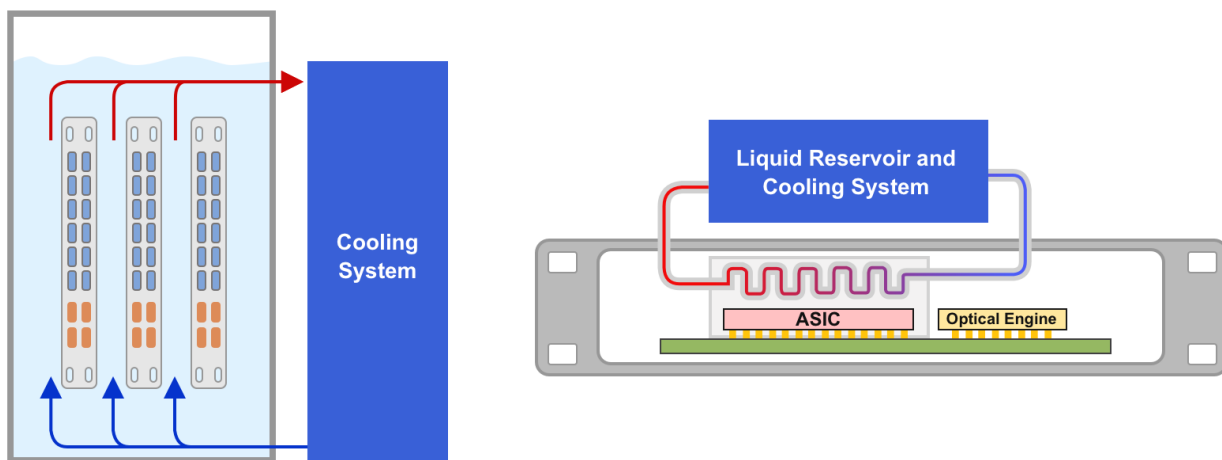 Cooling
System
Liquid Reservoir and
Cooling System
ASIC
Optical Engine